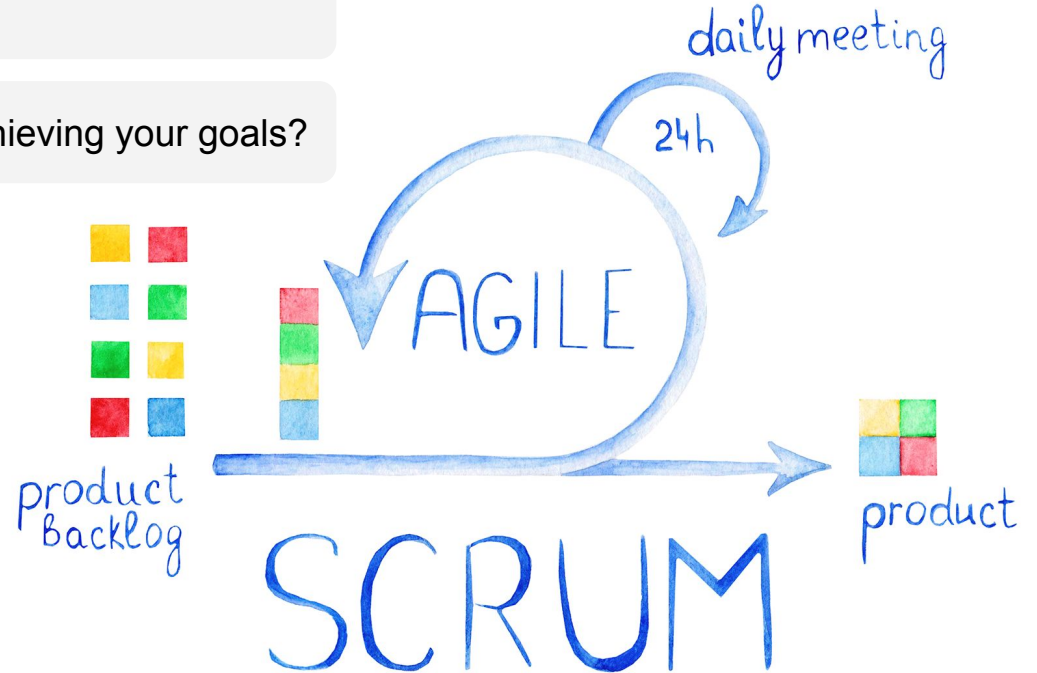 daily meeting
24h
hieving your goals?
AGILE
product
Backlog
product
SCRUM